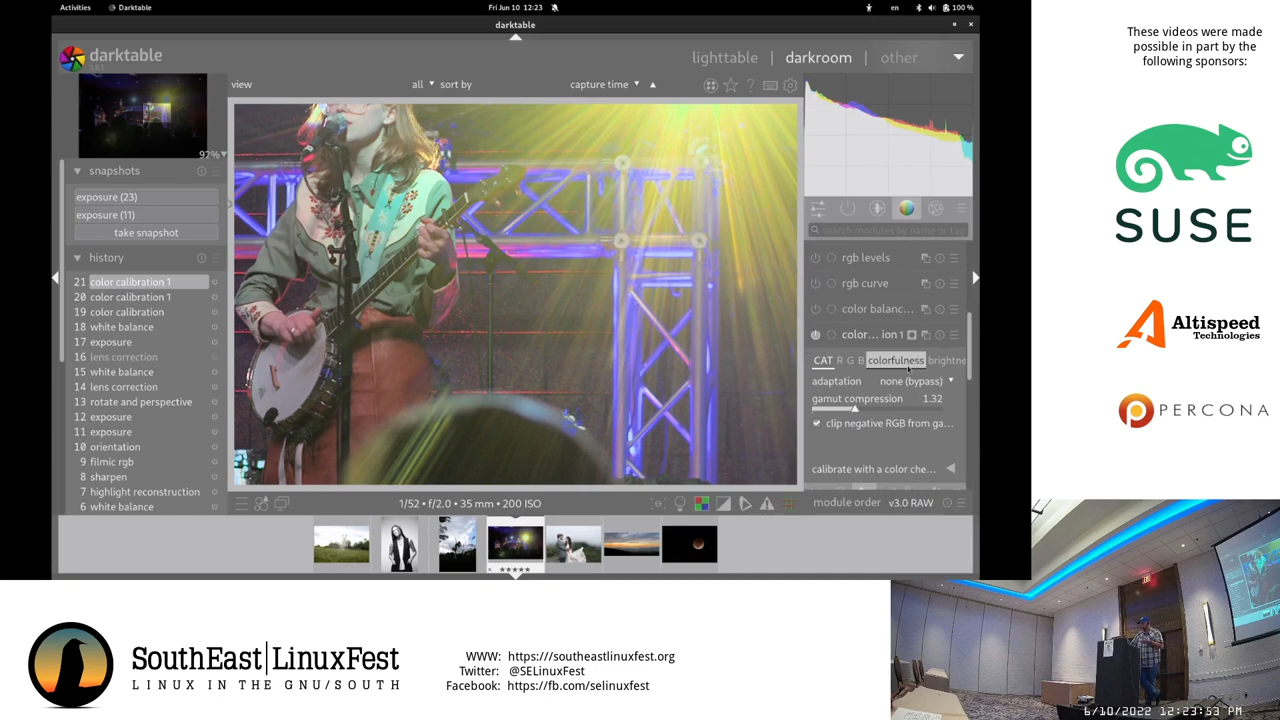 Activities
Darktable
Fri Jun 10 12:23
en
100 %
darktable
darktable
lighttable | darkroom | other
view
all
sort by
capture time
?
92%
snapshots
exposure (23)
exposure (11)
take snapshot
history
21 color calibration 1
20 color calibration 1
19 color calibration
18 white balance
17 exposure
16 lens correction
15 white balance
14 lens correction
13 rotate and perspective
12 exposure
11 exposure
10 orientation
9 filmic rgb
8 sharpen
7 highlight reconstruction
6 white balance
1/52 • f/2.0 • 35 mm • 200 ISO
search modules by name or tag
rgb levels
rgb curve
color balanc...
color... ion 1
CAT R G B colorfulness brightne
adaptation none (bypass)
gamut compression 1.32
clip negative RGB from ga...
calibrate with a color che...
module order v3.0 RAW
These videos were made
possible in part by the
following sponsors:
SUSE
Altispeed
Technologies
PERCONA
SouthEast|LinuxFest
LINUX IN THE GNU/SOUTH
WWW: https:///southeastlinuxfest.org
Twitter: @SELinuxFest
Facebook: https://fb.com/selinuxfest
6/10/2022 12:23:53 PM